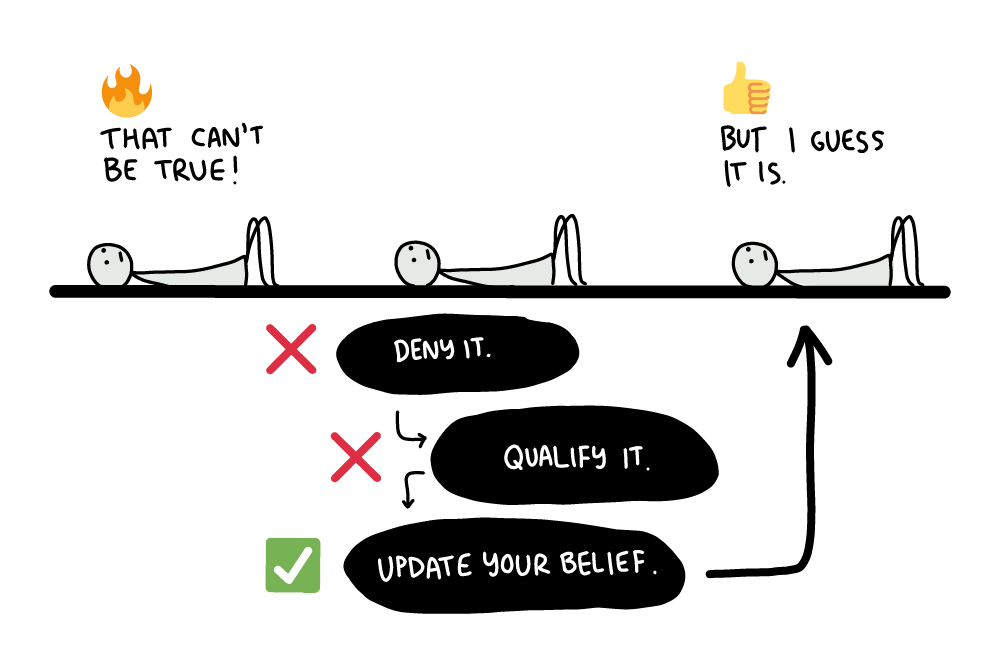 THAT CAN'T
BE TRUE!
BUT I GUESS
IT IS.
DENY IT.
QUALIFY IT.
UPDATE YOUR BELIEF.